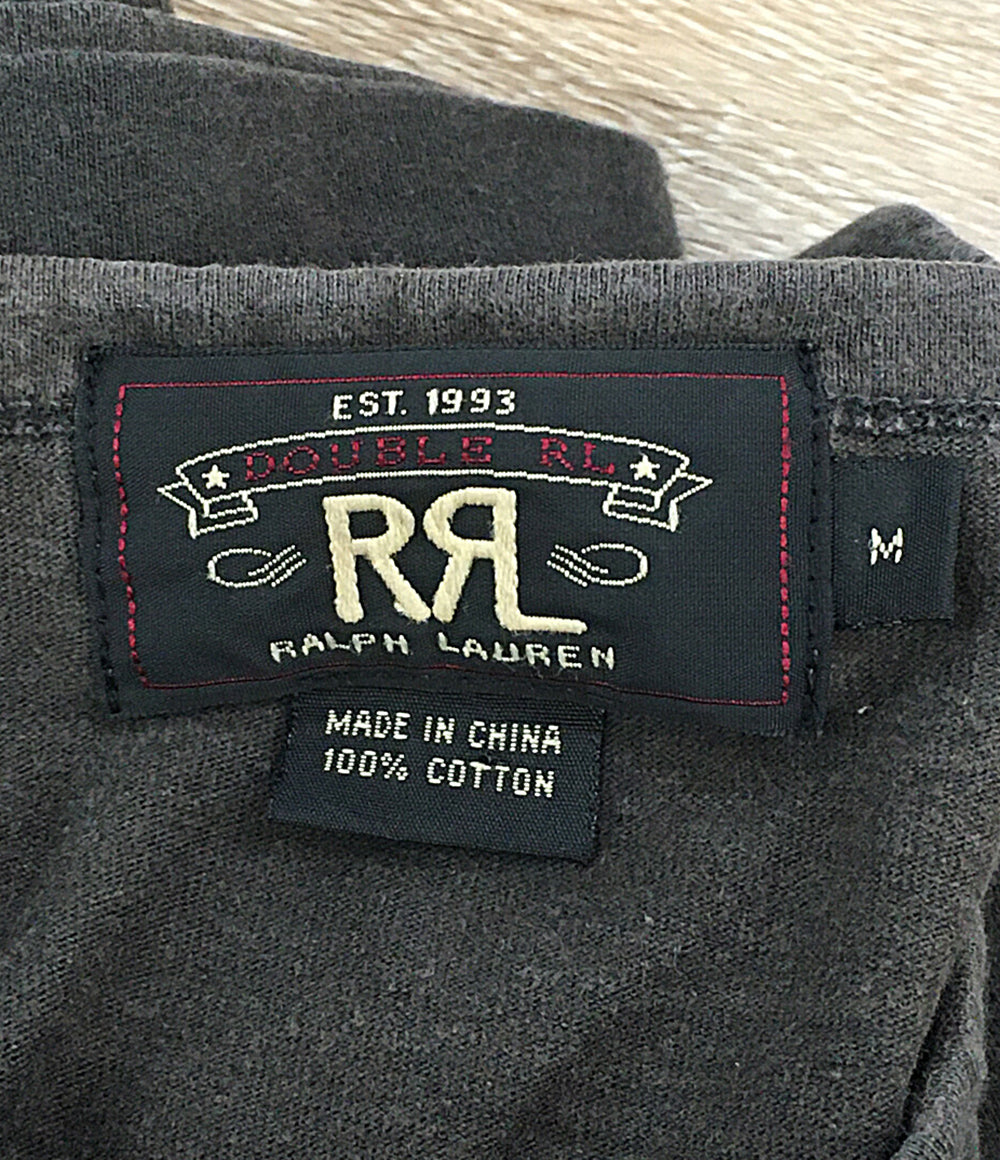 EST. 1993
DOUBLE RL
RRL
RALPH LAUREN
M
MADE IN CHINA
100% COTTON